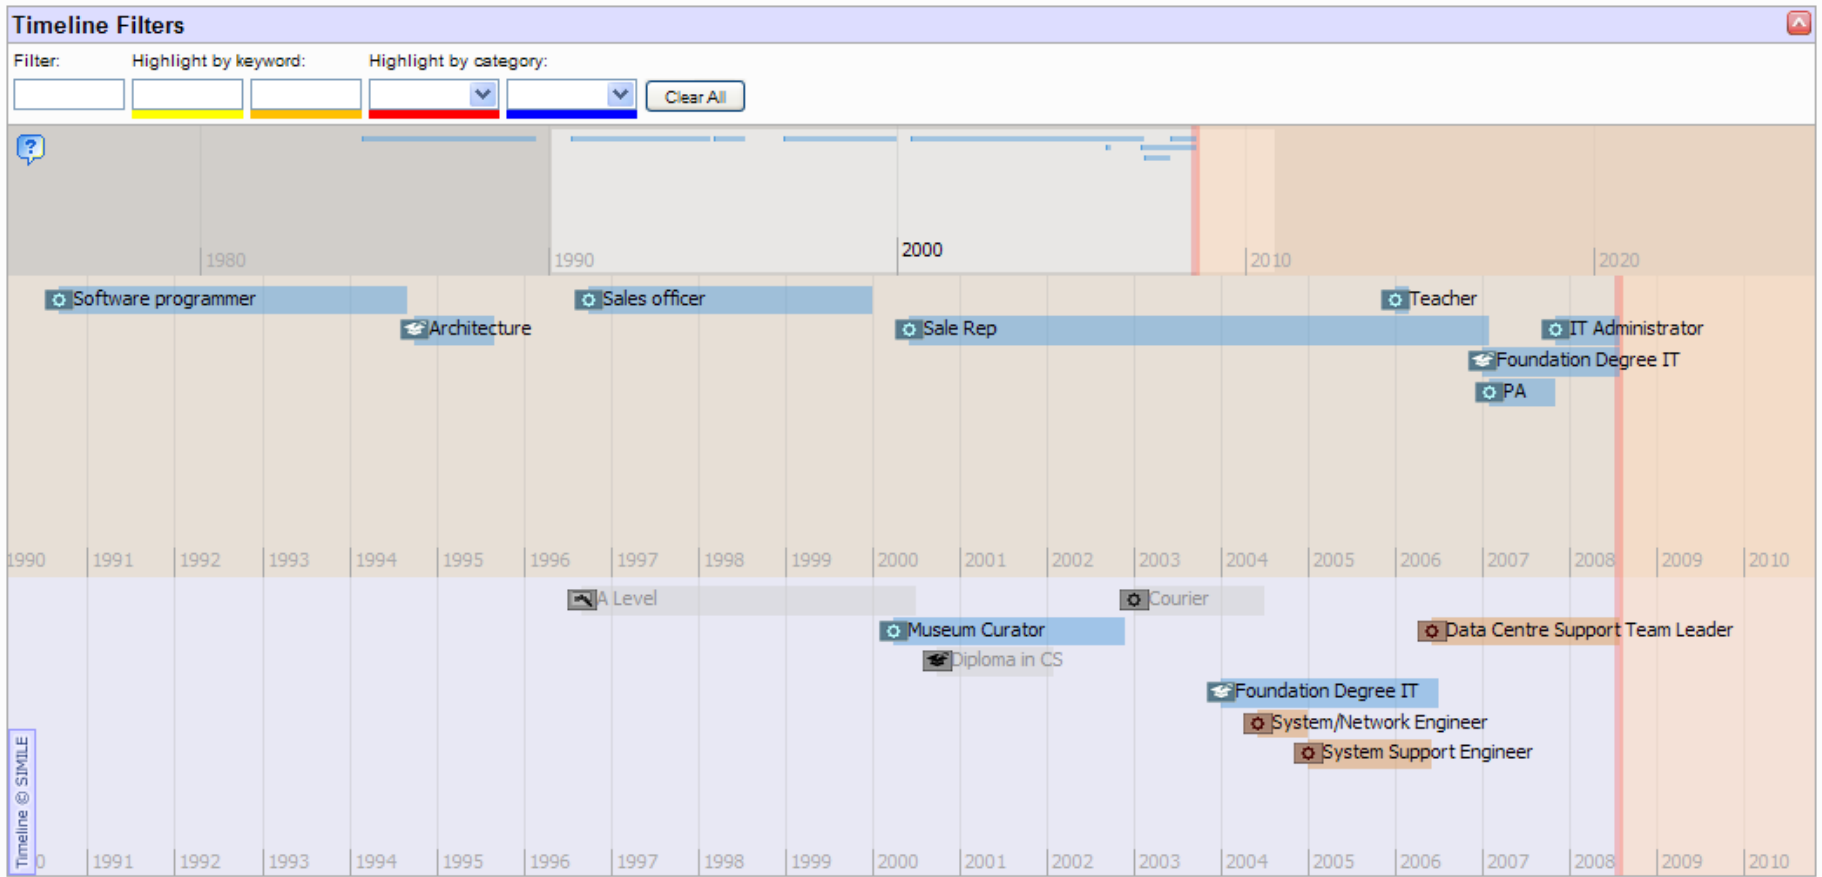 Timeline Filters
Filter: Highlight by keyword: Highlight by category:
Clear All
?
1980 1990 2000 2010 2020
Software programmer Sales officer Teacher
Architecture Sale Rep IT Administrator
Foundation Degree IT
PA
1990 1991 1992 1993 1994 1995 1996 1997 1998 1999 2000 2001 2002 2003 2004 2005 2006 2007 2008 2009 2010
A Level Courier
Museum Curator Data Centre Support Team Leader
Diploma in CS
Foundation Degree IT
System/Network Engineer
System Support Engineer
Timeline © SIMILE
0 1991 1992 1993 1994 1995 1996 1997 1998 1999 2000 2001 2002 2003 2004 2005 2006 2007 2008 2009 2010